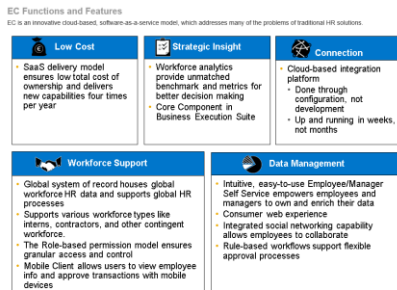 EC Functions and Features
EC is an innovative cloud-based, software-as-a-service model, which addresses many of the problems of traditional HR solutions.
Low Cost
• SaaS delivery model
ensures low total cost of
ownership and delivers
new capabilities four times
per year
Strategic Insight
• Workforce analytics
provide unmatched
benchmark and metrics for
better decision making
• Core Component in
Business Execution Suite
Connection
• Cloud-based integration
platform
• Done through
configuration, not
development
• Up and running in weeks,
not months
Workforce Support
• Global system of record houses global
workforce HR data and supports global HR
processes
• Supports various workforce types like
interns, contractors, and other contingent
workforce.
• The Role-based permission model ensures
granular access and control
• Mobile Client allows users to view employee
info and approve transactions with mobile
devices
Data Management
• Intuitive, easy-to-use Employee/Manager
Self Service empowers employees and
managers to own and enrich their data
• Consumer web experience
• Integrated social networking capability
allows employees to collaborate
• Rule-based workflows support flexible
approval processes